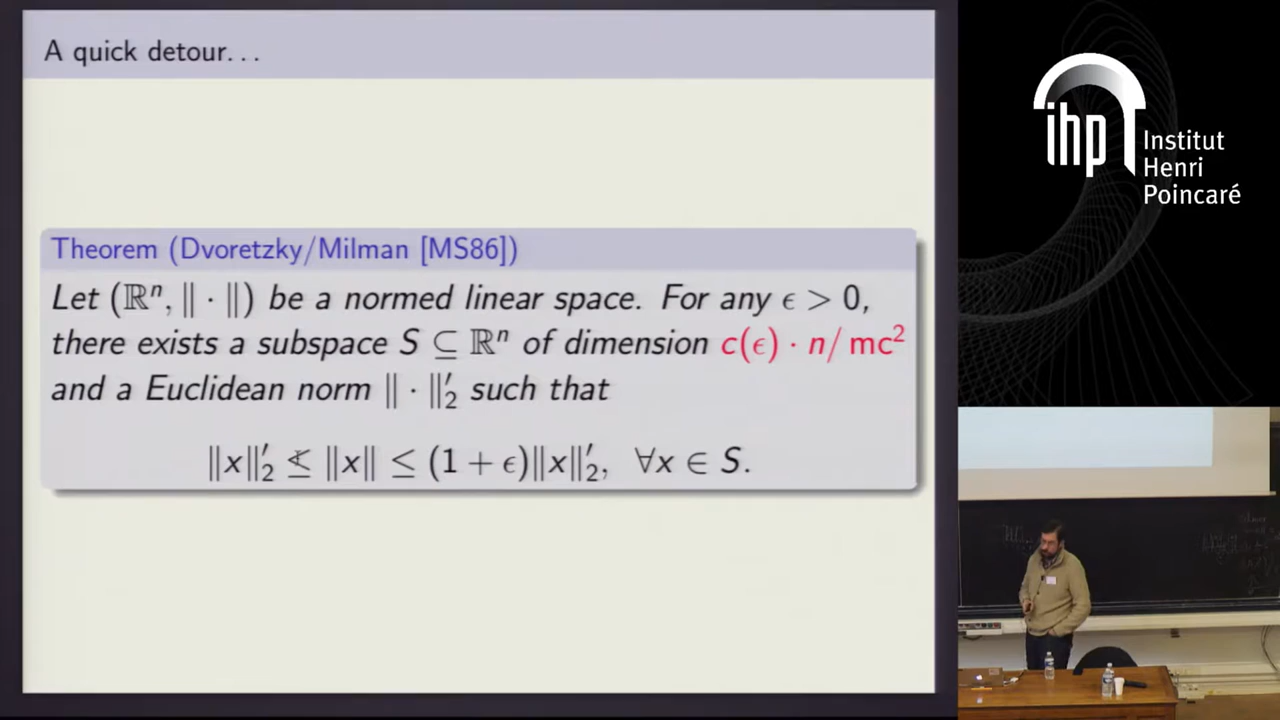 A quick detour...
Theorem (Dvoretzky/Milman [MS86])
Let (ℝⁿ, ‖ · ‖) be a normed linear space. For any ϵ > 0,
there exists a subspace S ⊆ ℝⁿ of dimension c(ϵ) · n/ mc²
and a Euclidean norm ‖ · ‖′₂ such that
‖x‖′₂ ≤ ‖x‖ ≤ (1 + ϵ)‖x‖′₂, ∀x ∈ S.
ihp
Institut
Henri
Poincaré